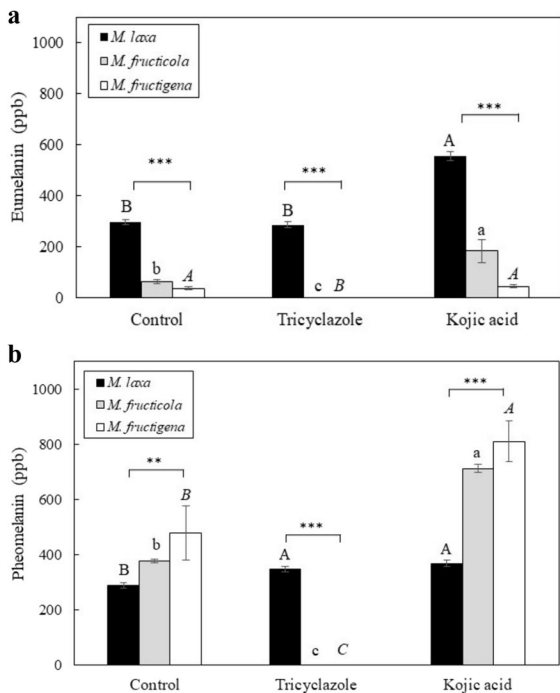 a
1000
800
600
400
200
0
Eumelanin (ppb)
M. laxa
M. fructicola
M. fructigena
***
***
***
B
b
A
B
c
B
A
a
A
Control
Tricyclazole
Kojic acid
b
1000
800
600
400
200
0
Pheomelanin (ppb)
M. laxa
M. fructicola
M. fructigena
**
***
***
B
b
B
A
c
C
A
a
A
Control
Tricyclazole
Kojic acid